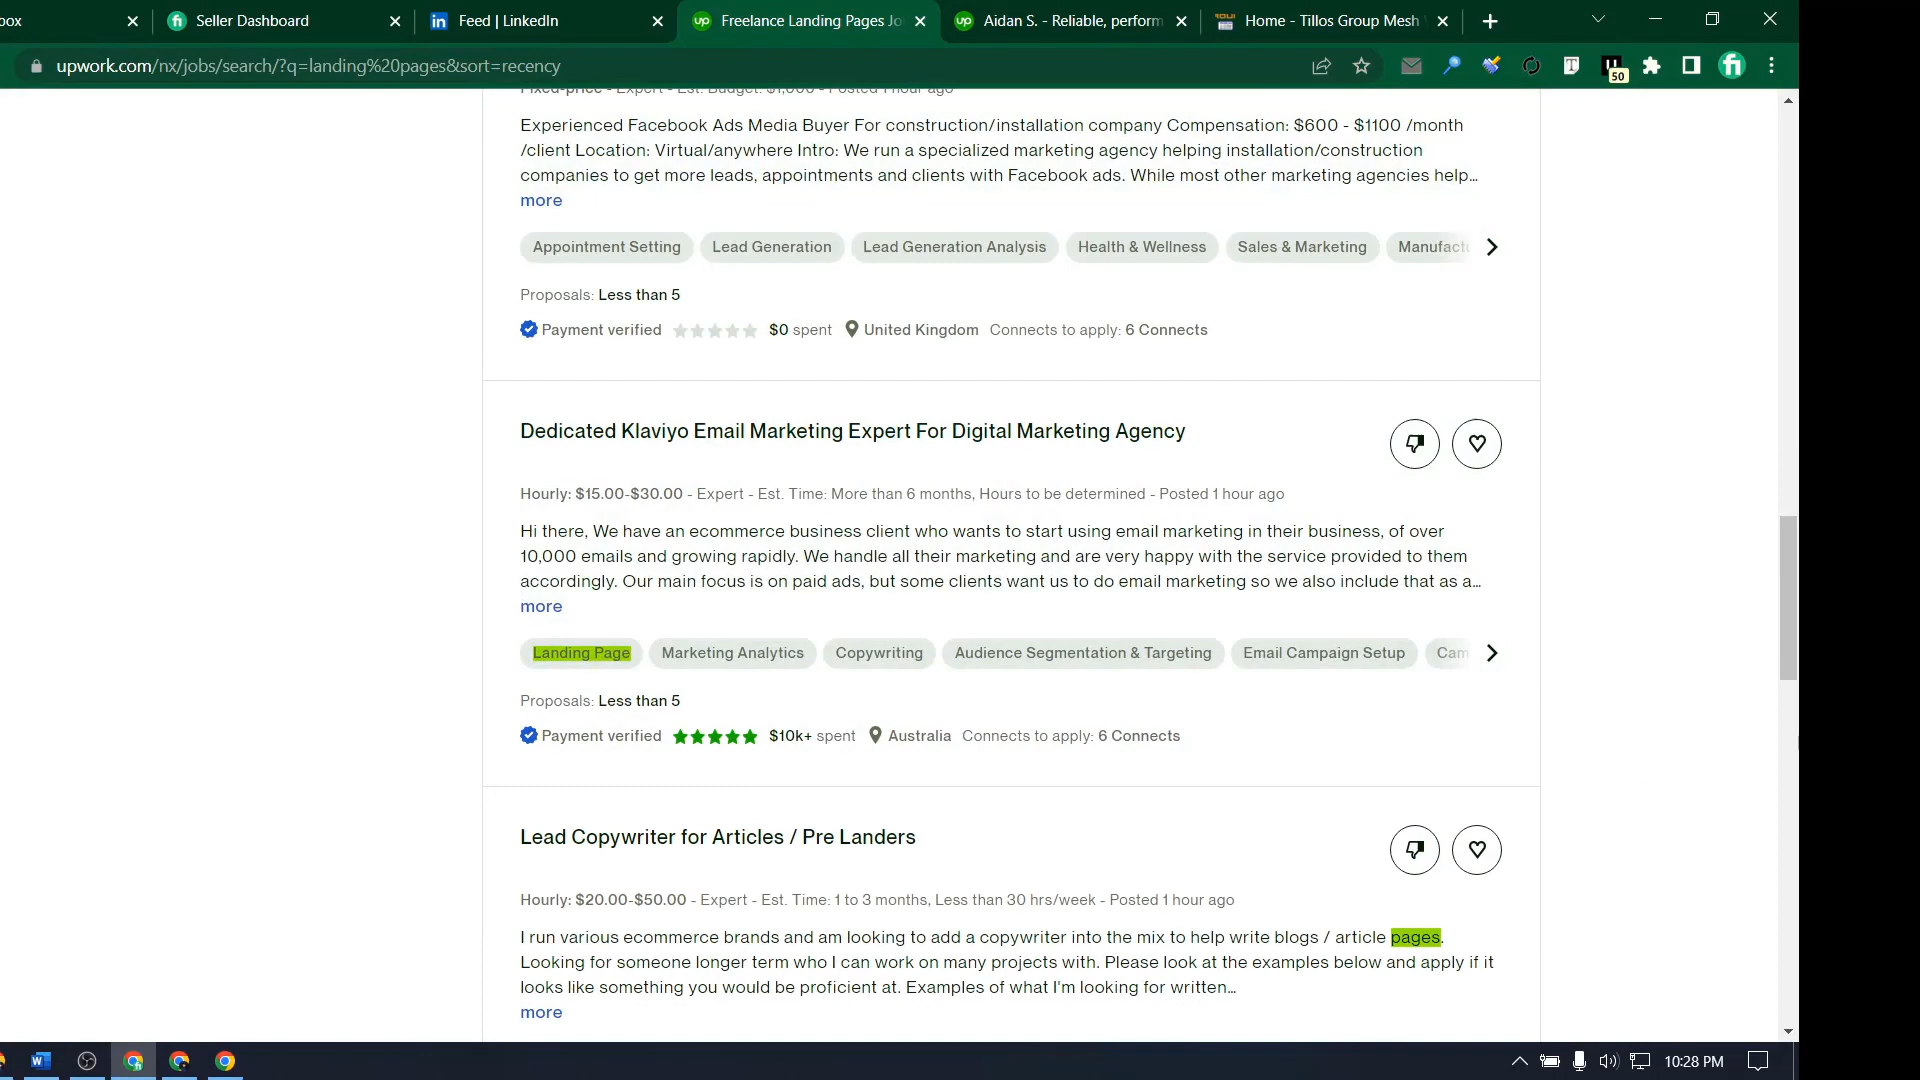 box
Seller Dashboard
Feed | LinkedIn
Freelance Landing Pages Jo
Aidan S. - Reliable, perform
Home - Tillos Group Mesh
upwork.com/nx/jobs/search/?q=landing%20pages&sort=recency
50
Fixed-price - Expert - Est. Budget: $1,000 - Posted 1 hour ago
Experienced Facebook Ads Media Buyer For construction/installation company Compensation: $600 - $1100 /month
/client Location: Virtual/anywhere Intro: We run a specialized marketing agency helping installation/construction
companies to get more leads, appointments and clients with Facebook ads. While most other marketing agencies help...
more
Appointment Setting Lead Generation Lead Generation Analysis Health & Wellness Sales & Marketing Manufactu
Proposals: Less than 5
Payment verified $0 spent United Kingdom Connects to apply: 6 Connects
Dedicated Klaviyo Email Marketing Expert For Digital Marketing Agency
Hourly: $15.00-$30.00 - Expert - Est. Time: More than 6 months, Hours to be determined - Posted 1 hour ago
Hi there, We have an ecommerce business client who wants to start using email marketing in their business, of over
10,000 emails and growing rapidly. We handle all their marketing and are very happy with the service provided to them
accordingly. Our main focus is on paid ads, but some clients want us to do email marketing so we also include that as a...
more
Landing Page Marketing Analytics Copywriting Audience Segmentation & Targeting Email Campaign Setup Cam
Proposals: Less than 5
Payment verified $10k+ spent Australia Connects to apply: 6 Connects
Lead Copywriter for Articles / Pre Landers
Hourly: $20.00-$50.00 - Expert - Est. Time: 1 to 3 months, Less than 30 hrs/week - Posted 1 hour ago
I run various ecommerce brands and am looking to add a copywriter into the mix to help write blogs / article pages.
Looking for someone longer term who I can work on many projects with. Please look at the examples below and apply if it
looks like something you would be proficient at. Examples of what I'm looking for written...
more
10:28 PM